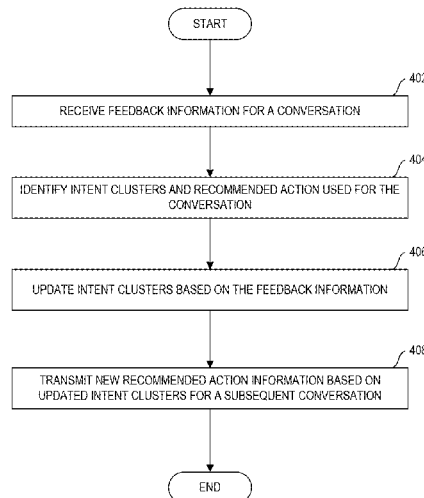 START
402
RECEIVE FEEDBACK INFORMATION FOR A CONVERSATION
404
IDENTIFY INTENT CLUSTERS AND RECOMMENDED ACTION USED FOR THE
CONVERSATION
406
UPDATE INTENT CLUSTERS BASED ON THE FEEDBACK INFORMATION
408
TRANSMIT NEW RECOMMENDED ACTION INFORMATION BASED ON
UPDATED INTENT CLUSTERS FOR A SUBSEQUENT CONVERSATION
END